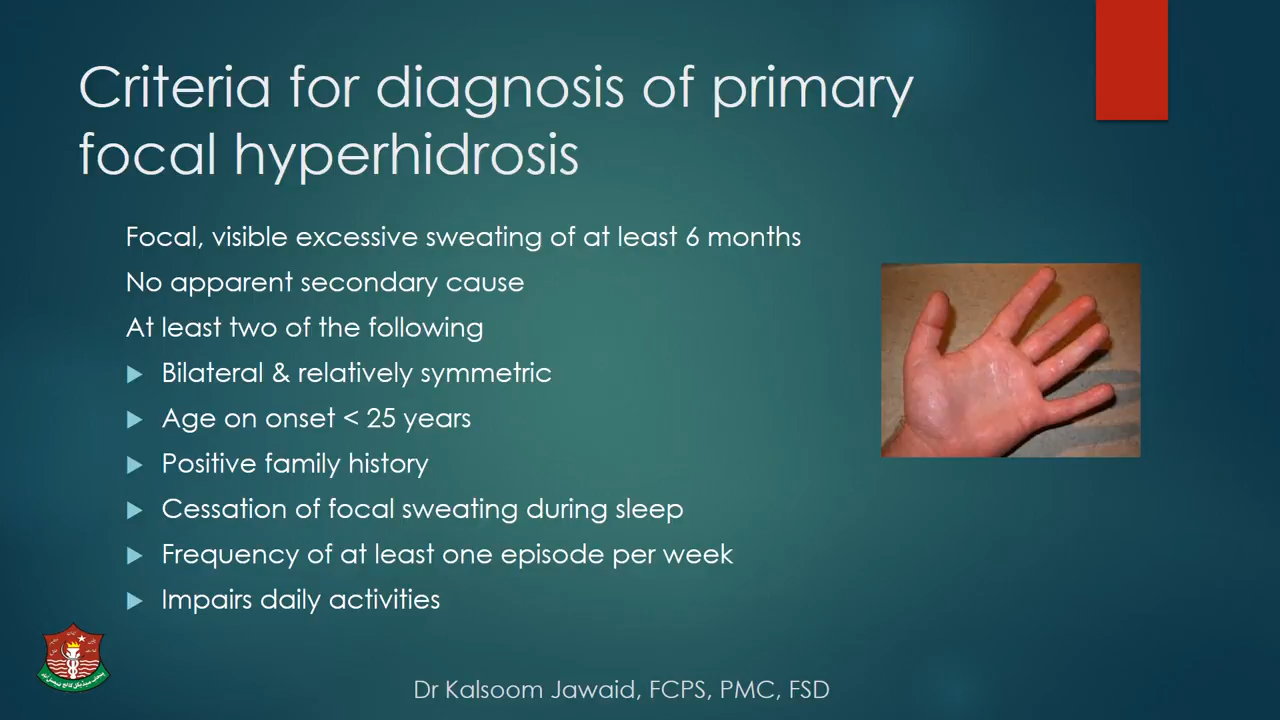 Criteria for diagnosis of primary
focal hyperhidrosis
Focal, visible excessive sweating of at least 6 months
No apparent secondary cause
At least two of the following
Bilateral & relatively symmetric
Age on onset < 25 years
Positive family history
Cessation of focal sweating during sleep
Frequency of at least one episode per week
Impairs daily activities
Dr Kalsoom Jawaid, FCPS, PMC, FSD